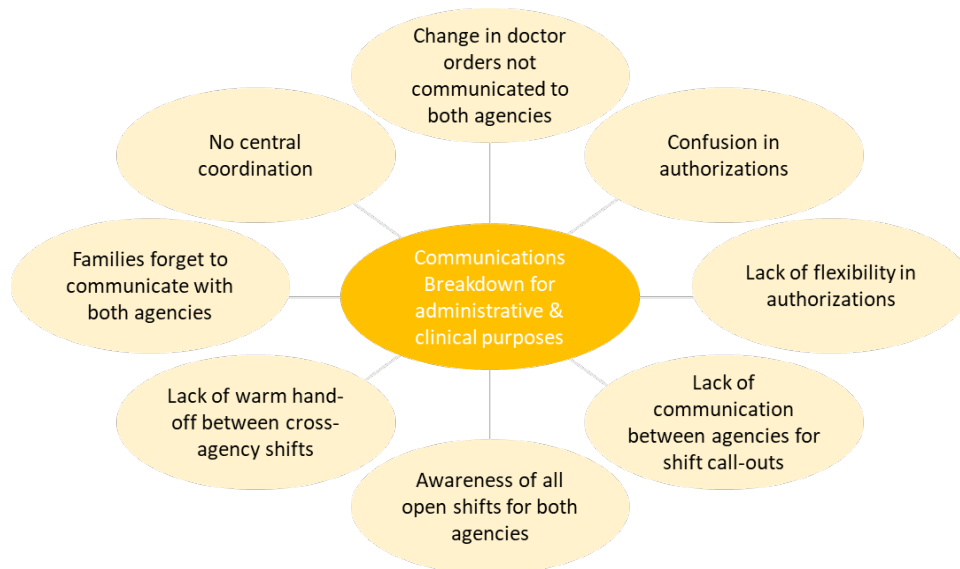 Change in doctor
orders not
communicated to
both agencies
No central
coordination
Confusion in
authorizations
Families forget to
communicate with
both agencies
Communications
Breakdown for
administrative &
clinical purposes
Lack of flexibility in
authorizations
Lack of warm hand-
off between cross-
agency shifts
Lack of
communication
between agencies for
shift call-outs
Awareness of all
open shifts for both
agencies